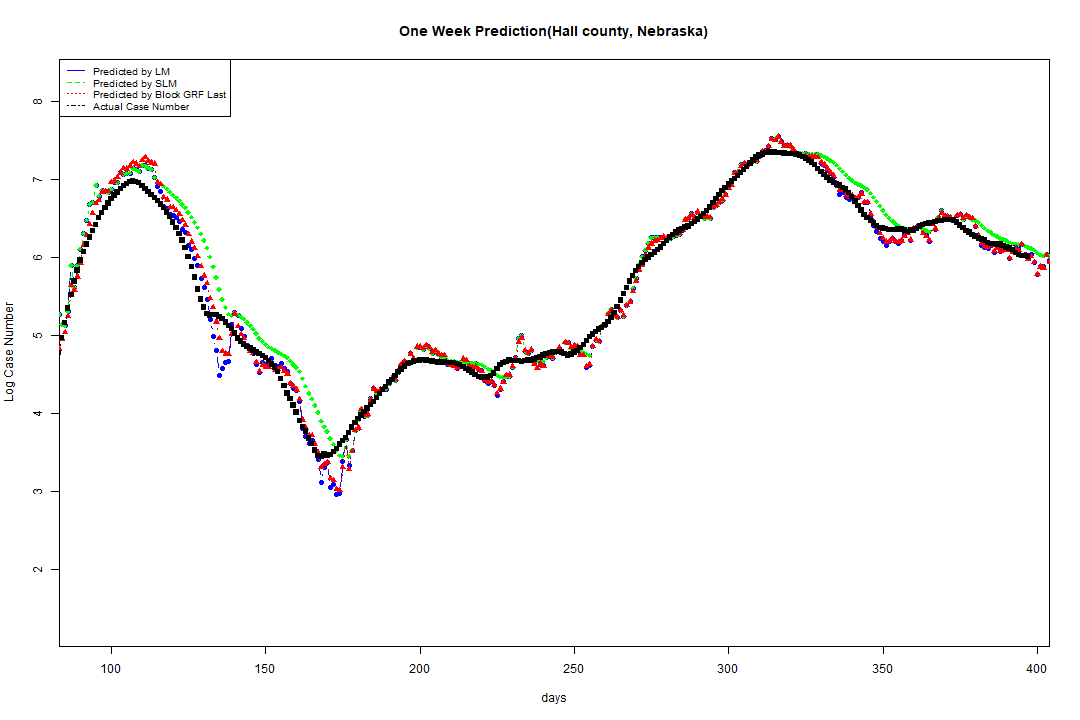 One Week Prediction(Hall county, Nebraska)
Predicted by LM
Predicted by SLM
Predicted by Block GRF Last
Actual Case Number
8
7
6
5
4
3
2
Log Case Number
100 150 200 250 300 350 400
days